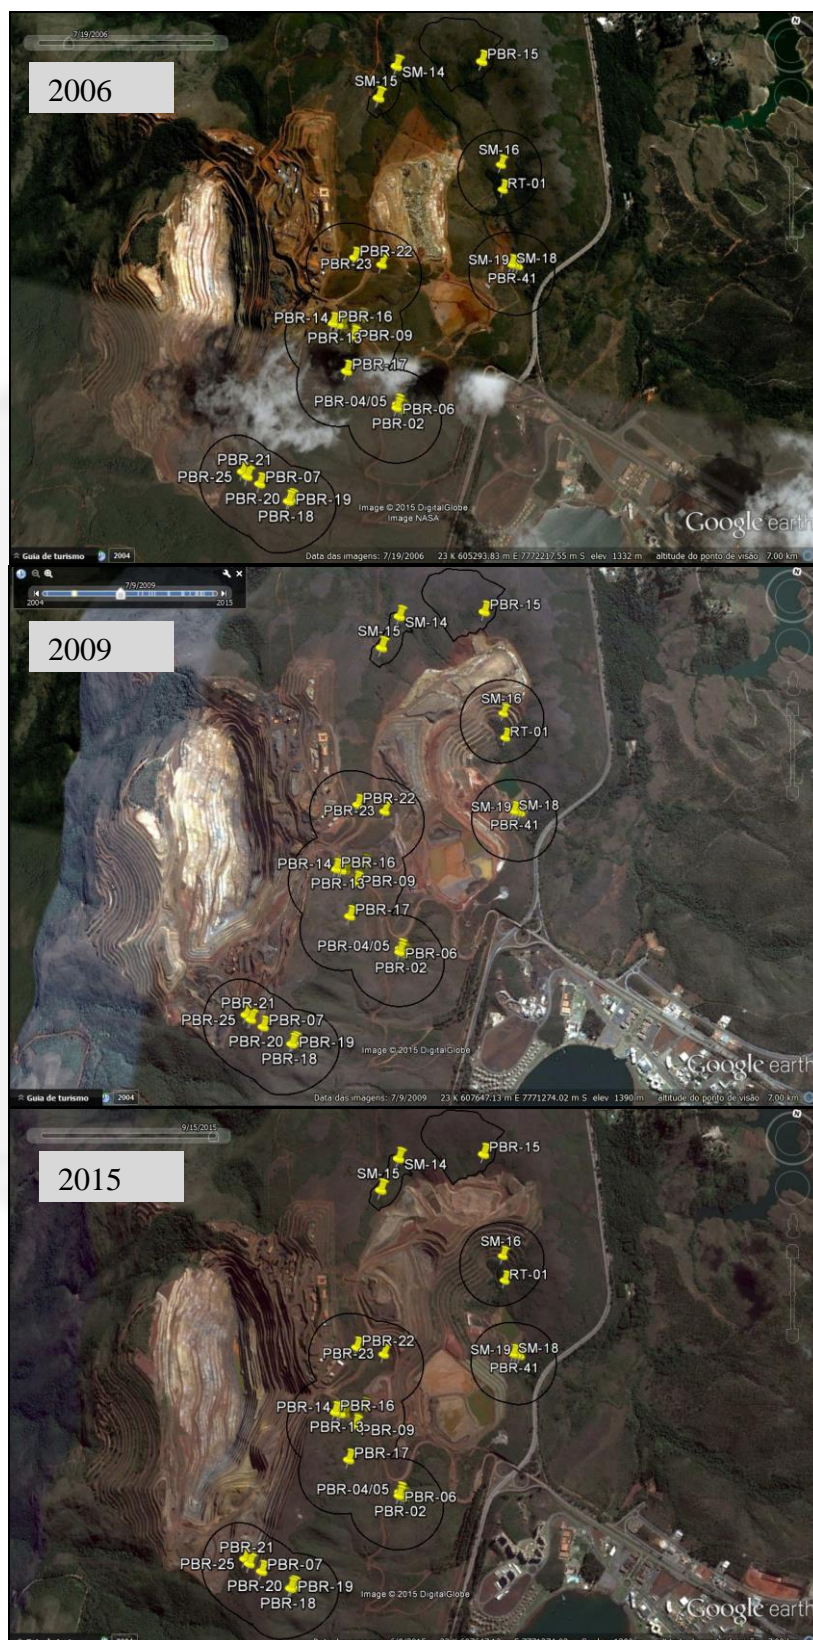 7/19/2006
N
2006
PBR-15
SM-14
SM-15
SM-16
RT-01
PBR-22
PBR-23
SM-19 SM-18
PBR-41
PBR-14 PBR-16
PBR-13 PBR-09
PBR-17
PBR-04/05 PBR-06
PBR-02
PBR-21
PBR-25 PBR-07
PBR-20 PBR-19
PBR-18
Image © 2015 DigitalGlobe
Image NASA
Google earth
Guia de turismo 2004 Data das imagens: 7/19/2006 23 K 605293.83 m E 7772217.55 m S elev 1332 m altitude do ponto de visão 7.00 km
7/9/2009
2004 2015
N
2009
PBR-15
SM-14
SM-15
SM-16
RT-01
PBR-22
PBR-23
SM-19 SM-18
PBR-41
PBR-14 PBR-16
PBR-13 PBR-09
PBR-17
PBR-04/05 PBR-06
PBR-02
PBR-21
PBR-25 PBR-07
PBR-20 PBR-19
PBR-18
Image © 2015 DigitalGlobe
Google earth
Guia de turismo 2004 Data das imagens: 7/9/2009 23 K 607647.13 m E 7771274.02 m S elev 1390 m altitude do ponto de visão 7.00 km
9/15/2015
N
2015
PBR-15
SM-14
SM-15
SM-16
RT-01
PBR-22
PBR-23
SM-19 SM-18
PBR-41
PBR-14 PBR-16
PBR-13 PBR-09
PBR-17
PBR-04/05 PBR-06
PBR-02
PBR-21
PBR-25 PBR-07
PBR-20 PBR-19
PBR-18
Image © 2015 DigitalGlobe
Google earth